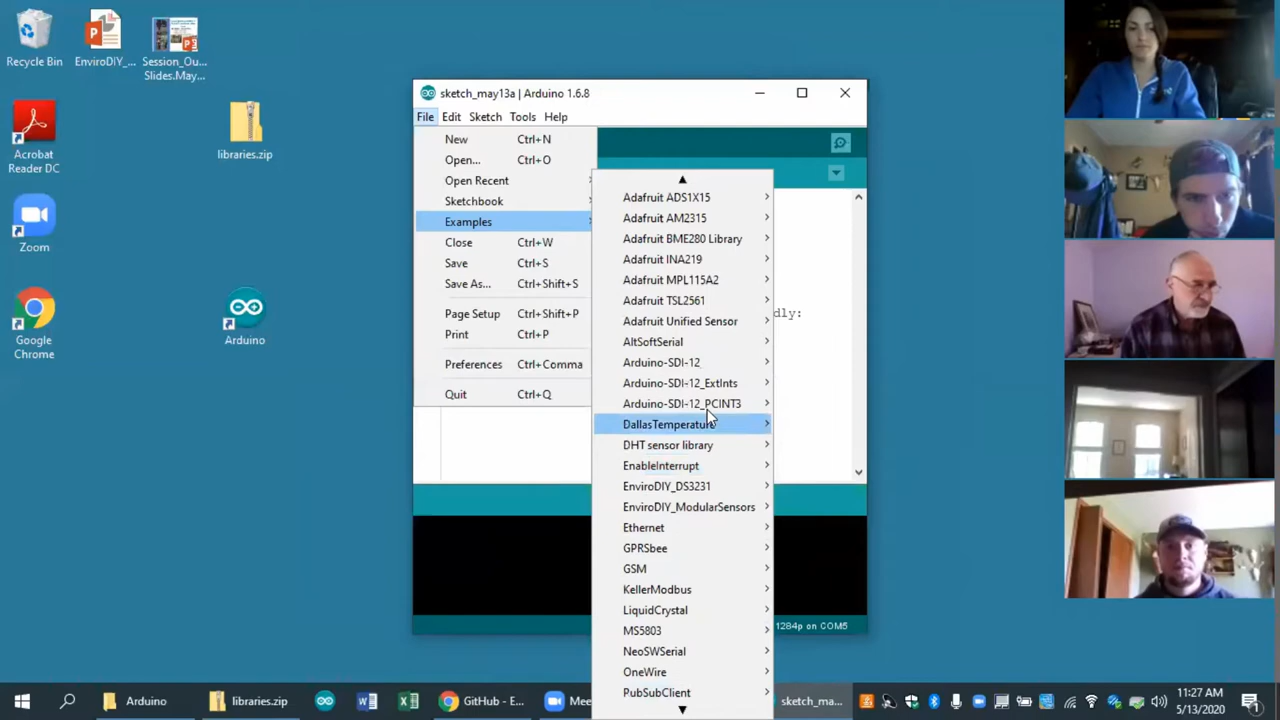 Recycle Bin
EnviroDIY_...
Session_Ou...
Slides.May...
Acrobat
Reader DC
libraries.zip
Zoom
Google
Chrome
Arduino
sketch_may13a | Arduino 1.6.8
File Edit Sketch Tools Help
New Ctrl+N
Open... Ctrl+O
Open Recent
Sketchbook
Examples
Close Ctrl+W
Save Ctrl+S
Save As... Ctrl+Shift+S
Page Setup Ctrl+Shift+P
Print Ctrl+P
Preferences Ctrl+Comma
Quit Ctrl+Q
Adafruit ADS1X15
Adafruit AM2315
Adafruit BME280 Library
Adafruit INA219
Adafruit MPL115A2
Adafruit TSL2561
Adafruit Unified Sensor
AltSoftSerial
Arduino-SDI-12
Arduino-SDI-12_ExtInts
Arduino-SDI-12_PCINT3
DallasTemperature
DHT sensor library
EnableInterrupt
EnviroDIY_DS3231
EnviroDIY_ModularSensors
Ethernet
GPRSbee
GSM
KellerModbus
LiquidCrystal
MS5803
NeoSWSerial
OneWire
PubSubClient
dly:
1284p on COM5
Arduino
libraries.zip
GitHub - E...
Mee
sketch_ma...
11:27 AM
5/13/2020